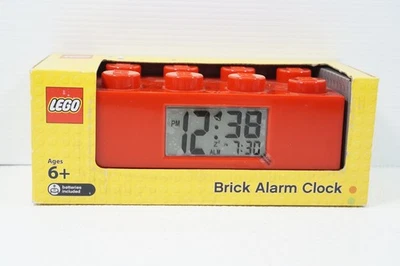 LEGO
PM 12:38
ALM 7:30
Ages
6+
batteries
included
Brick Alarm Clock